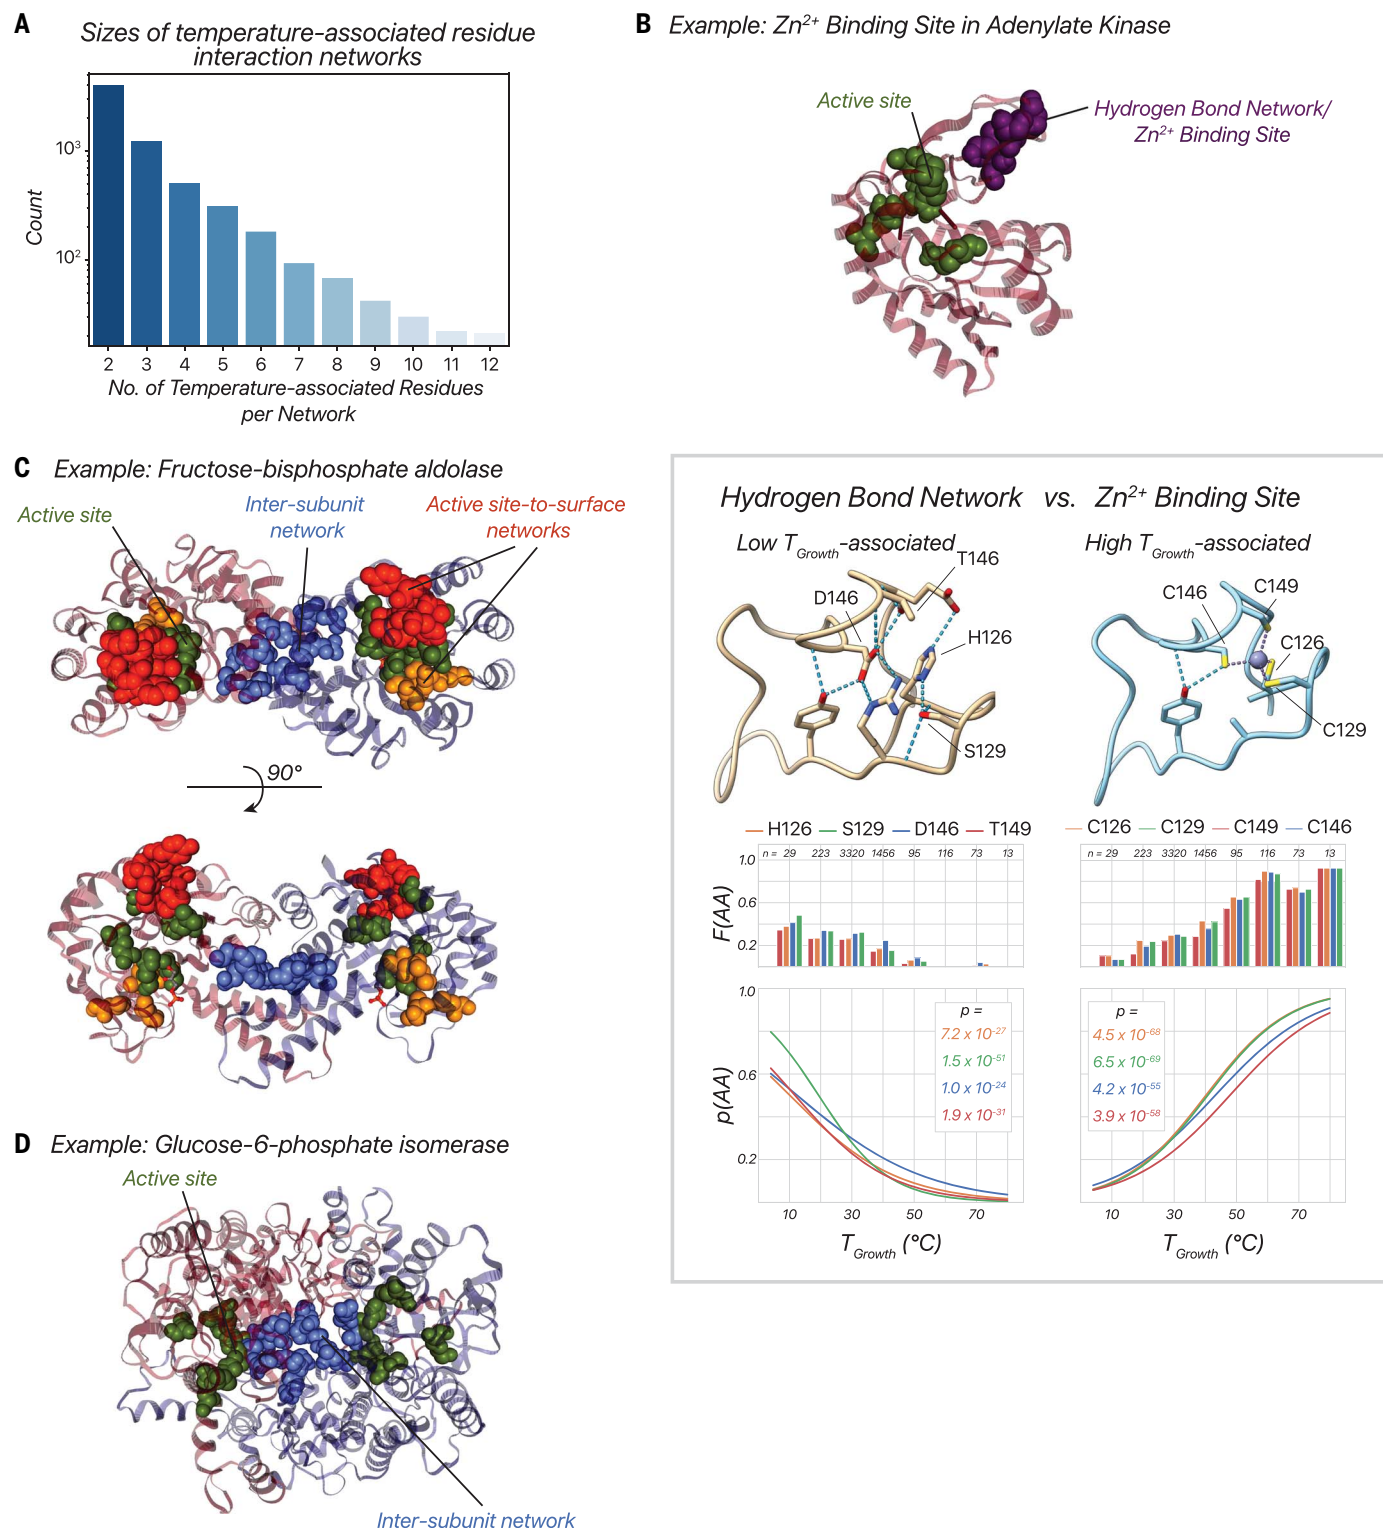 A
Sizes of temperature-associated residue
interaction networks
10³
10²
Count
2 3 4 5 6 7 8 9 10 11 12
No. of Temperature-associated Residues
per Network
B
Example: Zn²⁺ Binding Site in Adenylate Kinase
Active site
Hydrogen Bond Network/
Zn²⁺ Binding Site
C
Example: Fructose-bisphosphate aldolase
Active site
Inter-subunit
network
Active site-to-surface
networks
90°
D
Example: Glucose-6-phosphate isomerase
Active site
Inter-subunit network
Hydrogen Bond Network vs. Zn²⁺ Binding Site
Low T_Growth-associated
T146
D146
H126
S129
High T_Growth-associated
C146
C149
C126
C129
H126 S129 D146 T149
n = 29 223 3320 1456 95 116 73 13
1.0
0.6
0.2
F(AA)
C126 C129 C149 C146
n = 29 223 3320 1456 95 116 73 13
1.0
0.6
0.2
p(AA)
p =
7.2 x 10⁻²⁷
1.5 x 10⁻⁵¹
1.0 x 10⁻²⁴
1.9 x 10⁻³¹
10 30 50 70
T_Growth (°C)
p =
4.5 x 10⁻⁶⁸
6.5 x 10⁻⁶⁹
4.2 x 10⁻⁵⁵
3.9 x 10⁻⁵⁸
10 30 50 70
T_Growth (°C)